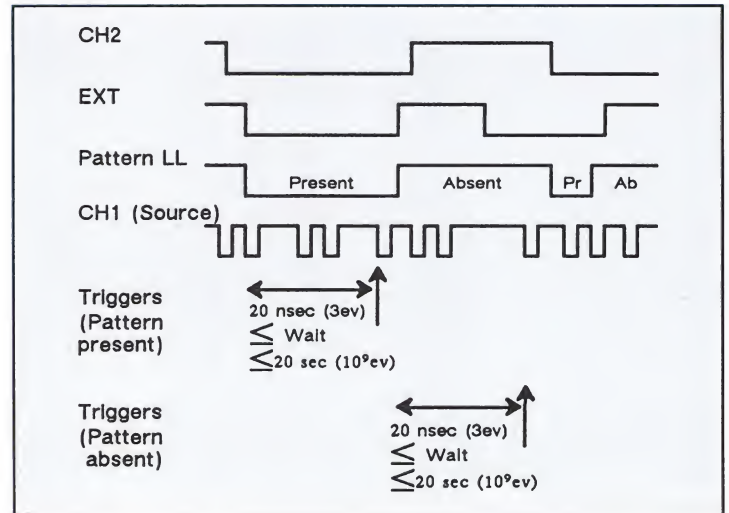 CH2
EXT
Pattern LL
Present Absent Pr Ab
CH1 (Source)
Triggers
(Pattern
present)
20 nsec (3ev)
≤ Wait
≤20 sec (10⁹ev)
Triggers
(Pattern
absent)
20 nsec (3ev)
≤ Wait
≤20 sec (10⁹ev)